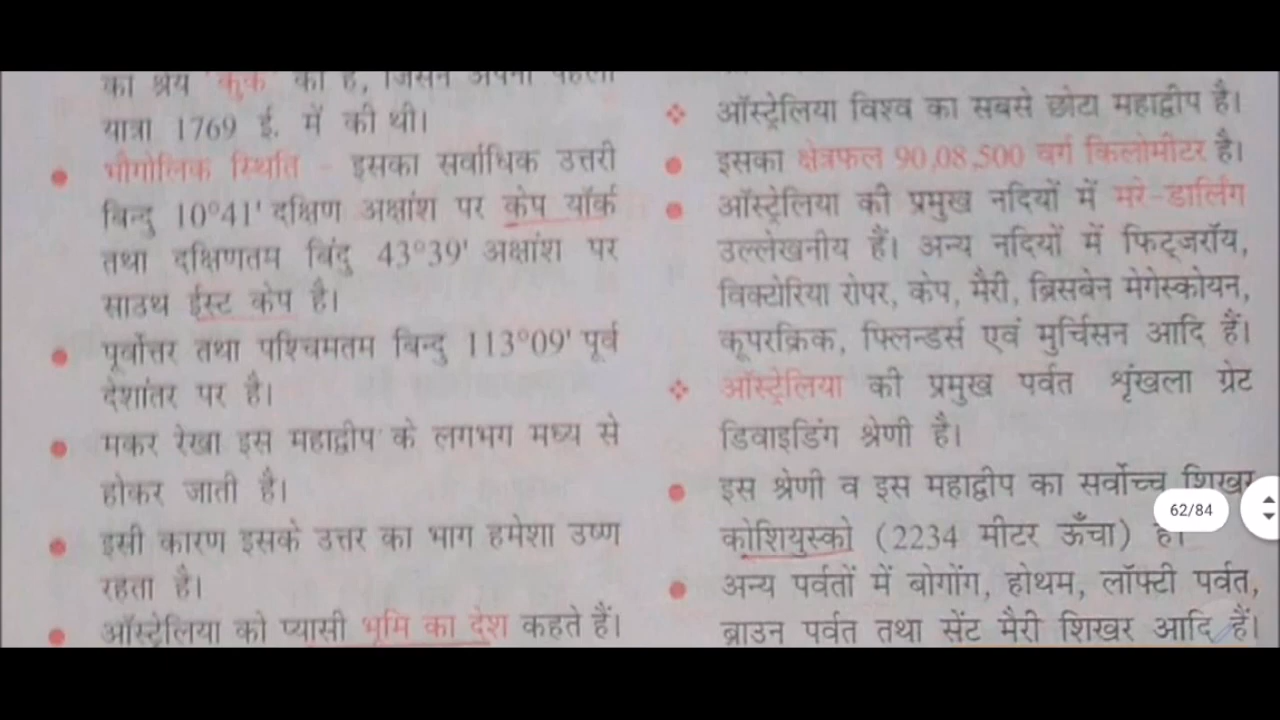 का श्रेय 'कुक' को है, जिसने अपनी पहली
यात्रा 1769 ई. में की थी।
भौगोलिक स्थिति - इसका सर्वाधिक उत्तरी
बिन्दु 10°41' दक्षिण अक्षांश पर केप यॉर्क
तथा दक्षिणतम बिंदु 43°39' अक्षांश पर
साउथ ईस्ट केप है।
पूर्वोत्तर तथा पश्चिमतम बिन्दु 113°09' पूर्व
देशांतर पर है।
मकर रेखा इस महाद्वीप के लगभग मध्य से
होकर जाती है।
इसी कारण इसके उत्तर का भाग हमेशा उष्ण
रहता है।
ऑस्ट्रेलिया को प्यासी भूमि का देश कहते हैं।
ऑस्ट्रेलिया विश्व का सबसे छोटा महाद्वीप है।
इसका क्षेत्रफल 90,08,500 वर्ग किलोमीटर है।
ऑस्ट्रेलिया की प्रमुख नदियों में मरे-डार्लिंग
उल्लेखनीय हैं। अन्य नदियों में फिट्जरॉय,
विक्टोरिया रोपर, केप, मैरी, ब्रिसबेन मेगेस्कोयन,
कूपरक्रिक, फ्लिन्डर्स एवं मुर्चिसन आदि हैं।
ऑस्ट्रेलिया की प्रमुख पर्वत श्रृंखला ग्रेट
डिवाइडिंग श्रेणी है।
इस श्रेणी व इस महाद्वीप का सर्वोच्च शिखर
कोशियुस्को (2234 मीटर ऊँचा) है।
अन्य पर्वतों में बोगोंग, होथम, लॉफ्टी पर्वत,
ब्राउन पर्वत तथा सेंट मैरी शिखर आदि हैं।
62/84